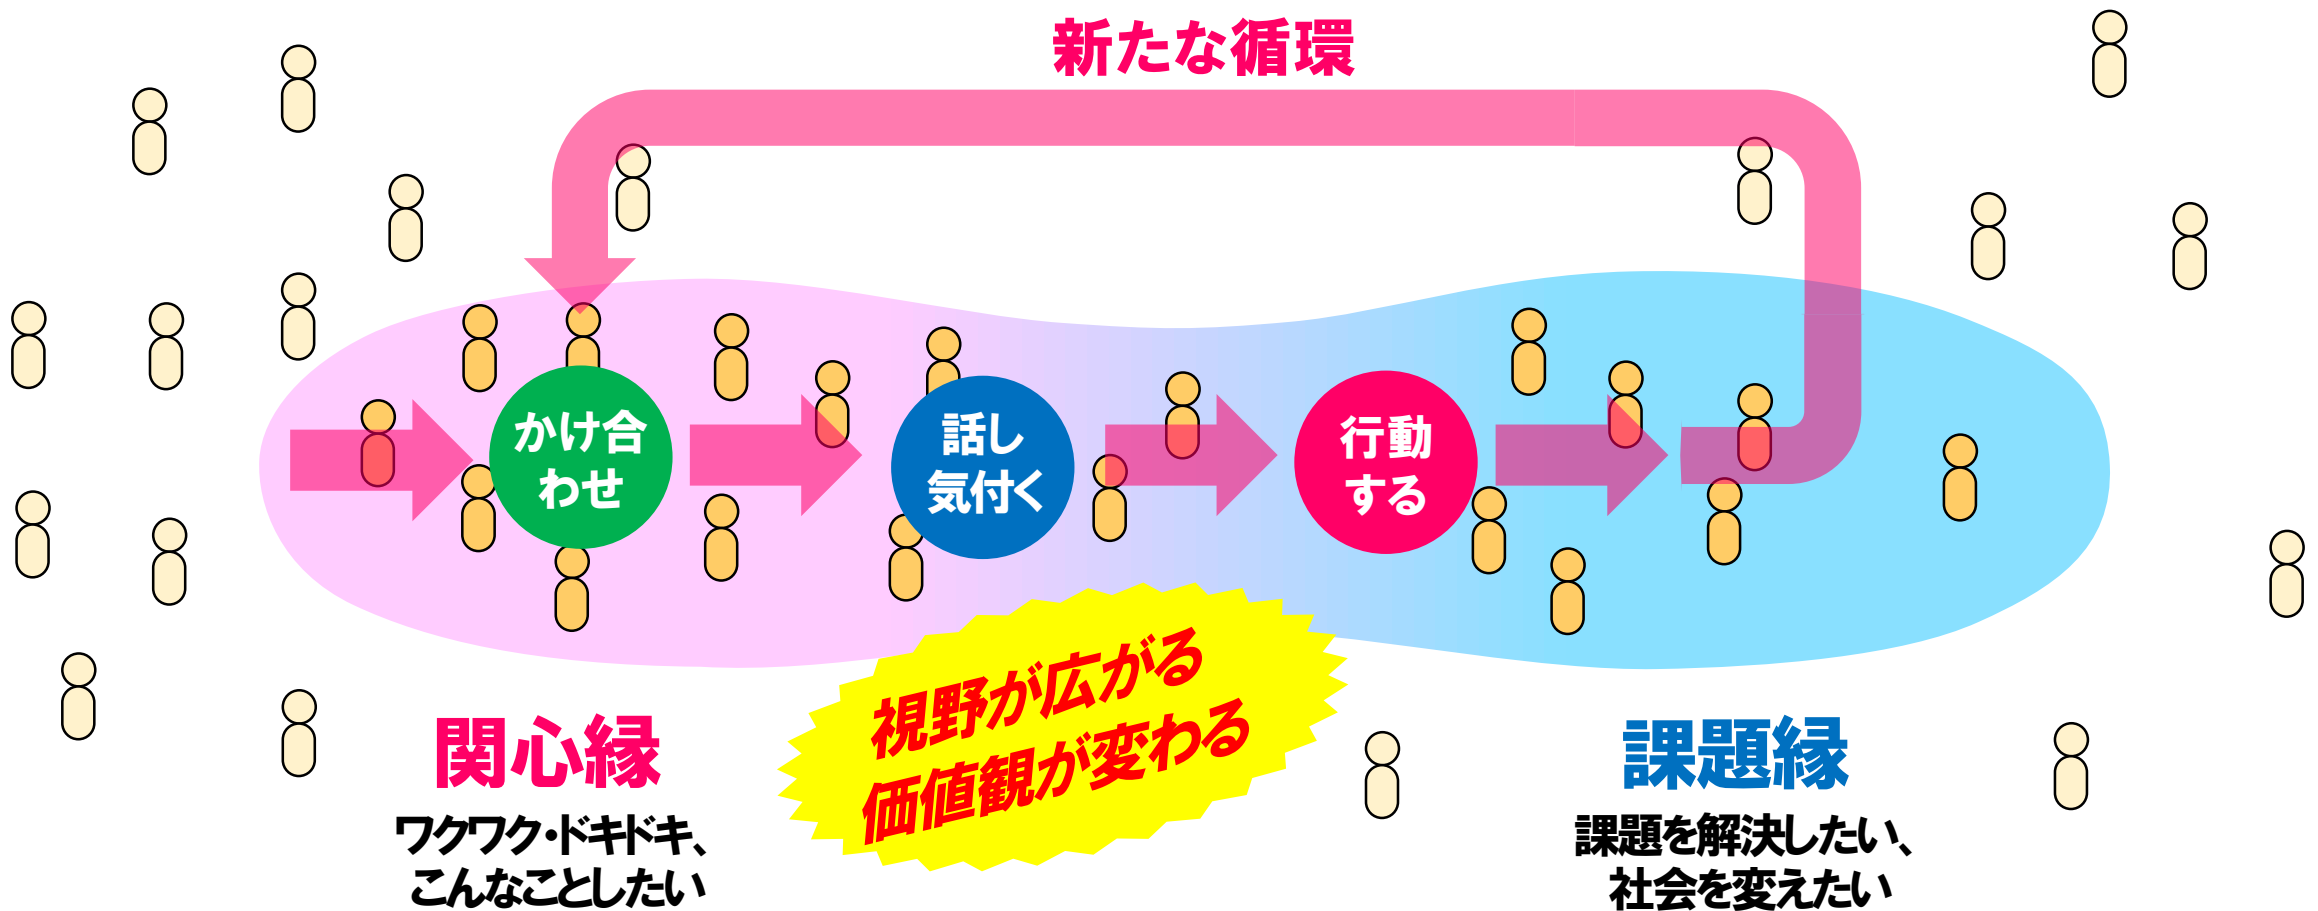 新たな循環
かけ合
わせ
話し
気付く
行動
する
視野が広がる
価値観が変わる
関心縁
ワクワク・ドキドキ、
こんなことしたい
課題縁
課題を解決したい、
社会を変えたい